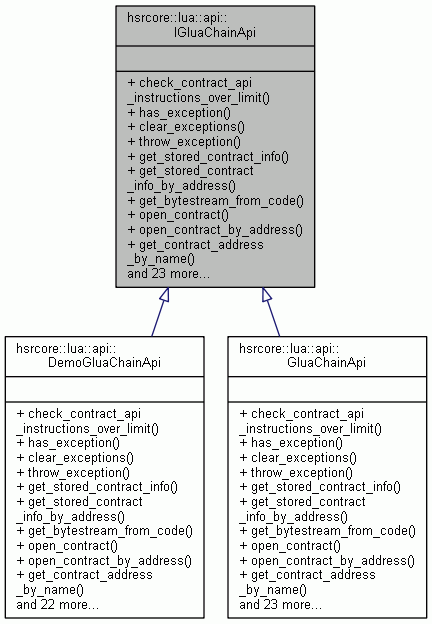 hsrcore::lua::api::
IGluaChainApi
+ check_contract_api
_instructions_over_limit()
+ has_exception()
+ clear_exceptions()
+ throw_exception()
+ get_stored_contract_info()
+ get_stored_contract
_info_by_address()
+ get_bytestream_from_code()
+ open_contract()
+ open_contract_by_address()
+ get_contract_address
_by_name()
and 23 more...
hsrcore::lua::api::
DemoGluaChainApi
+ check_contract_api
_instructions_over_limit()
+ has_exception()
+ clear_exceptions()
+ throw_exception()
+ get_stored_contract_info()
+ get_stored_contract
_info_by_address()
+ get_bytestream_from_code()
+ open_contract()
+ open_contract_by_address()
+ get_contract_address
_by_name()
and 22 more...
hsrcore::lua::api::
GluaChainApi
+ check_contract_api
_instructions_over_limit()
+ has_exception()
+ clear_exceptions()
+ throw_exception()
+ get_stored_contract_info()
+ get_stored_contract
_info_by_address()
+ get_bytestream_from_code()
+ open_contract()
+ open_contract_by_address()
+ get_contract_address
_by_name()
and 23 more...